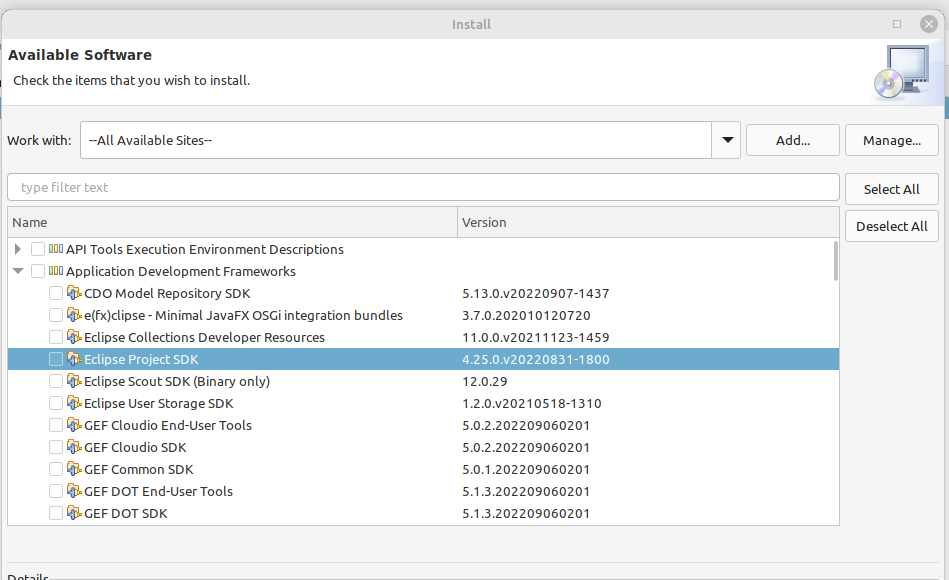 Install
Available Software
Check the items that you wish to install.
Work with: --All Available Sites-- Add... Manage...
type filter text Select All
Name Version Deselect All
API Tools Execution Environment Descriptions
Application Development Frameworks
CDO Model Repository SDK 5.13.0.v20220907-1437
e(fx)clipse - Minimal JavaFX OSGi integration bundles 3.7.0.202010120720
Eclipse Collections Developer Resources 11.0.0.v20211123-1459
Eclipse Project SDK 4.25.0.v20220831-1800
Eclipse Scout SDK (Binary only) 12.0.29
Eclipse User Storage SDK 1.2.0.v20210518-1310
GEF Cloudio End-User Tools 5.0.2.202209060201
GEF Cloudio SDK 5.0.2.202209060201
GEF Common SDK 5.0.1.202209060201
GEF DOT End-User Tools 5.1.3.202209060201
GEF DOT SDK 5.1.3.202209060201
Details